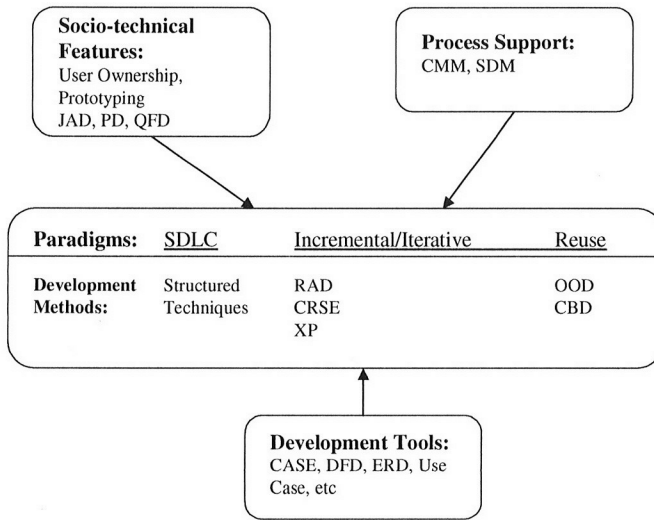 Socio-technical
Features:
User Ownership,
Prototyping
JAD, PD, QFD
Process Support:
CMM, SDM
Paradigms: SDLC Incremental/Iterative Reuse
Development Structured RAD OOD
Methods: Techniques CRSE CBD
XP
Development Tools:
CASE, DFD, ERD, Use
Case, etc